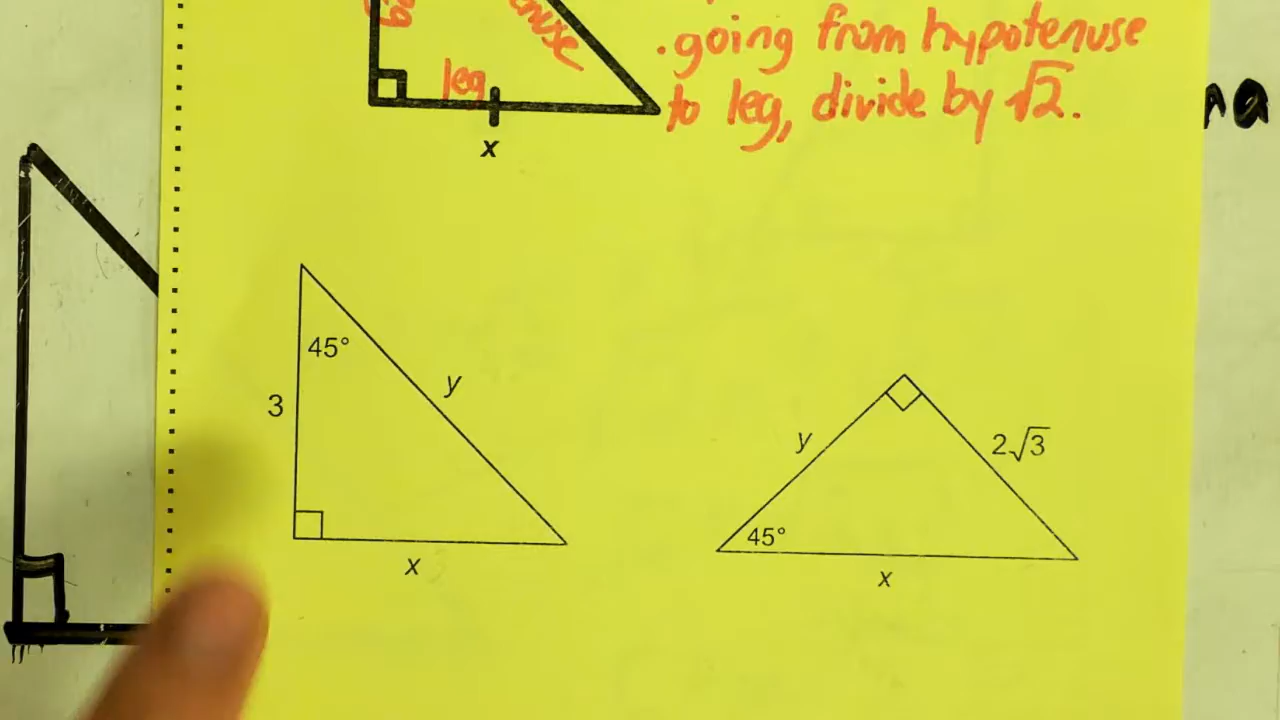 leg
x
.going from hypotenuse
to leg, divide by √2.
45°
3
y
x
y
2√3
45°
x